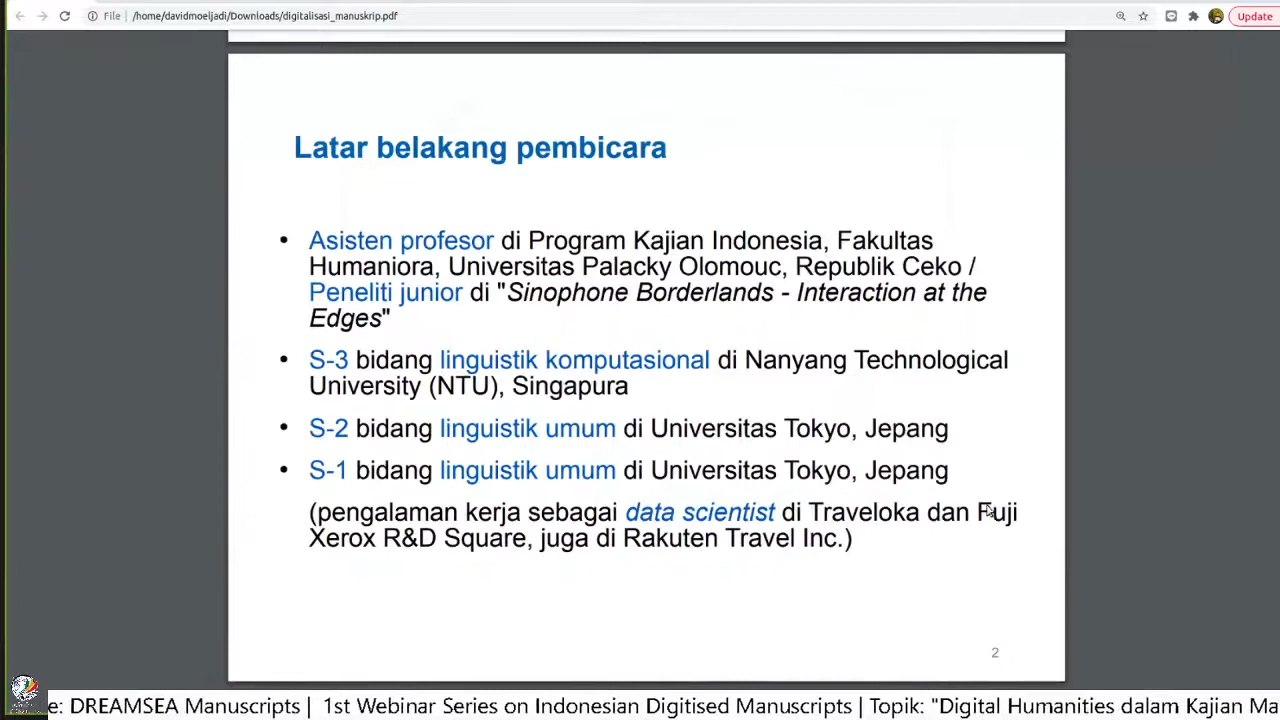 File | /home/davidmoeljadi/Downloads/digitalisasi_manuskrip.pdf
Update
Latar belakang pembicara
• Asisten profesor di Program Kajian Indonesia, Fakultas
Humaniora, Universitas Palacky Olomouc, Republik Ceko /
Peneliti junior di "Sinophone Borderlands - Interaction at the
Edges"
• S-3 bidang linguistik komputasional di Nanyang Technological
University (NTU), Singapura
• S-2 bidang linguistik umum di Universitas Tokyo, Jepang
• S-1 bidang linguistik umum di Universitas Tokyo, Jepang
(pengalaman kerja sebagai data scientist di Traveloka dan Fuji
Xerox R&D Square, juga di Rakuten Travel Inc.)
2
e: DREAMSEA Manuscripts | 1st Webinar Series on Indonesian Digitised Manuscripts | Topik: "Digital Humanities dalam Kajian Ma